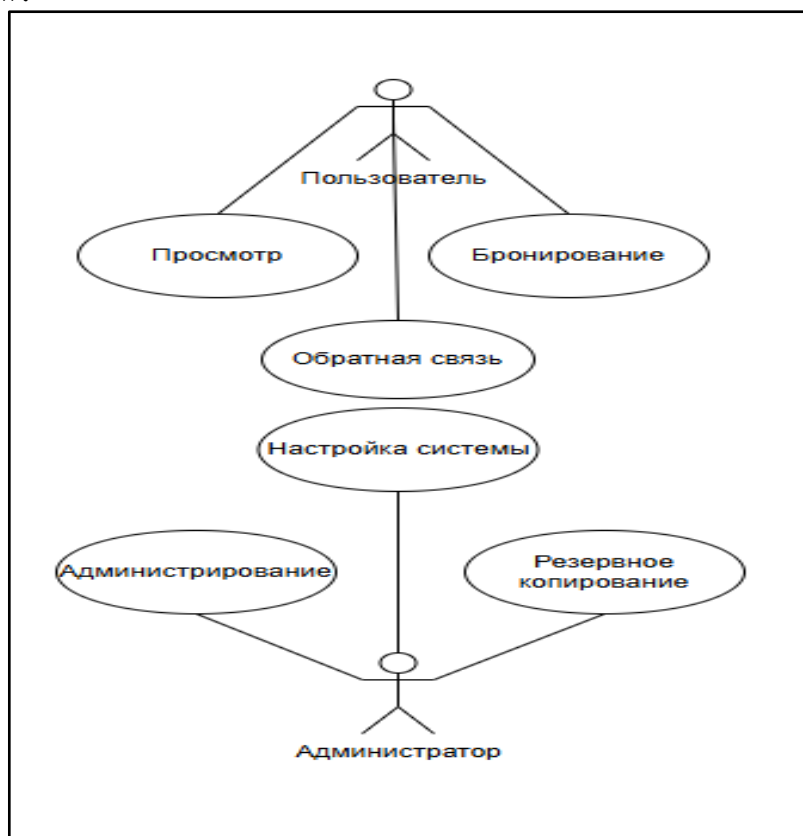 Пользователь
Просмотр
Бронирование
Обратная связь
Настройка системы
Администрирование
Резервное
копирование
Администратор